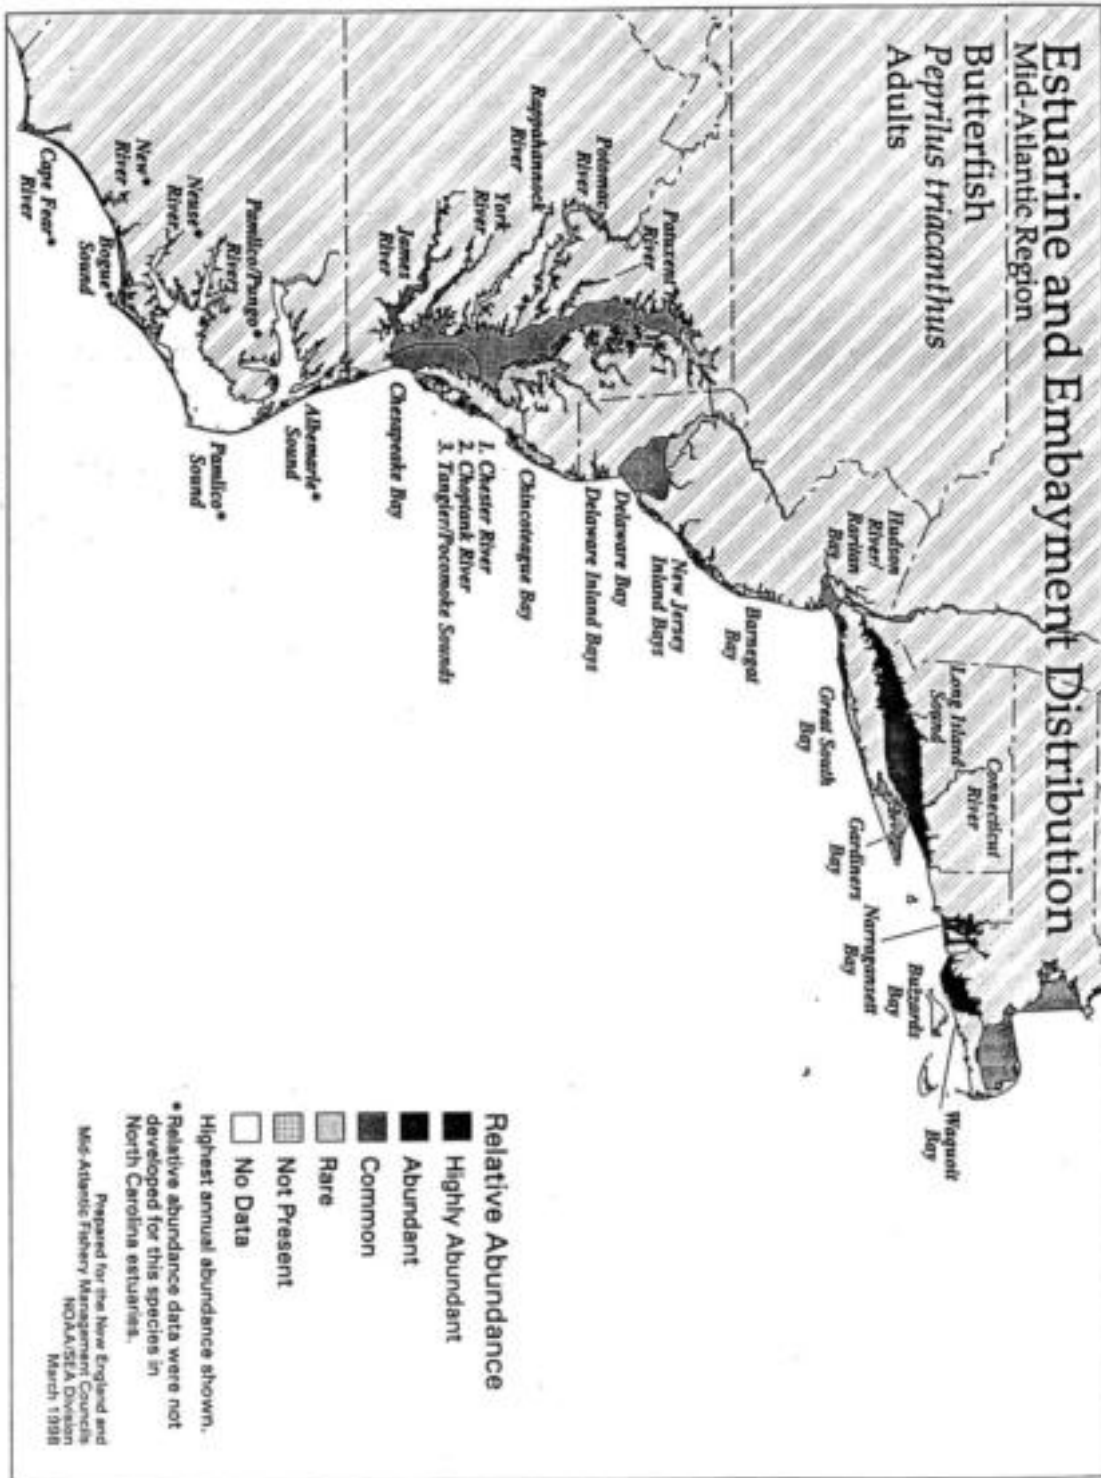 Estuarine and Embayment Distribution
Mid-Atlantic Region
Butterfish
Peprilus triacanthus
Adults
Hudson
River/
Raritan
Bay
Long Island
Sound
Connecticut
River
Great South
Bay
Gardiners
Bay
Narragansett
Bay
Buzzards
Bay
Waquoit
Bay
Barnegat
Bay
New Jersey
Inland Bays
Delaware Bay
Delaware Inland Bays
Chincoteague Bay
1. Chester River
2. Choptank River
3. Tangier/Pocomoke Sounds
1
2
3
Chesapeake Bay
Patuxent
River
Potomac
River
Rappahannock
River
York
River
James
River
Albemarle*
Sound
Pamlico*
Sound
Pamlico/Pungo*
Rivers
Neuse*
River
New*
River
Bogue*
Sound
Cape Fear*
River
Relative Abundance
Highly Abundant
Abundant
Common
Rare
Not Present
No Data
Highest annual abundance shown.
* Relative abundance data were not
developed for this species in
North Carolina estuaries.
Prepared for the New England and
Mid-Atlantic Fishery Management Councils
NOAA/SEA Division
March 1998